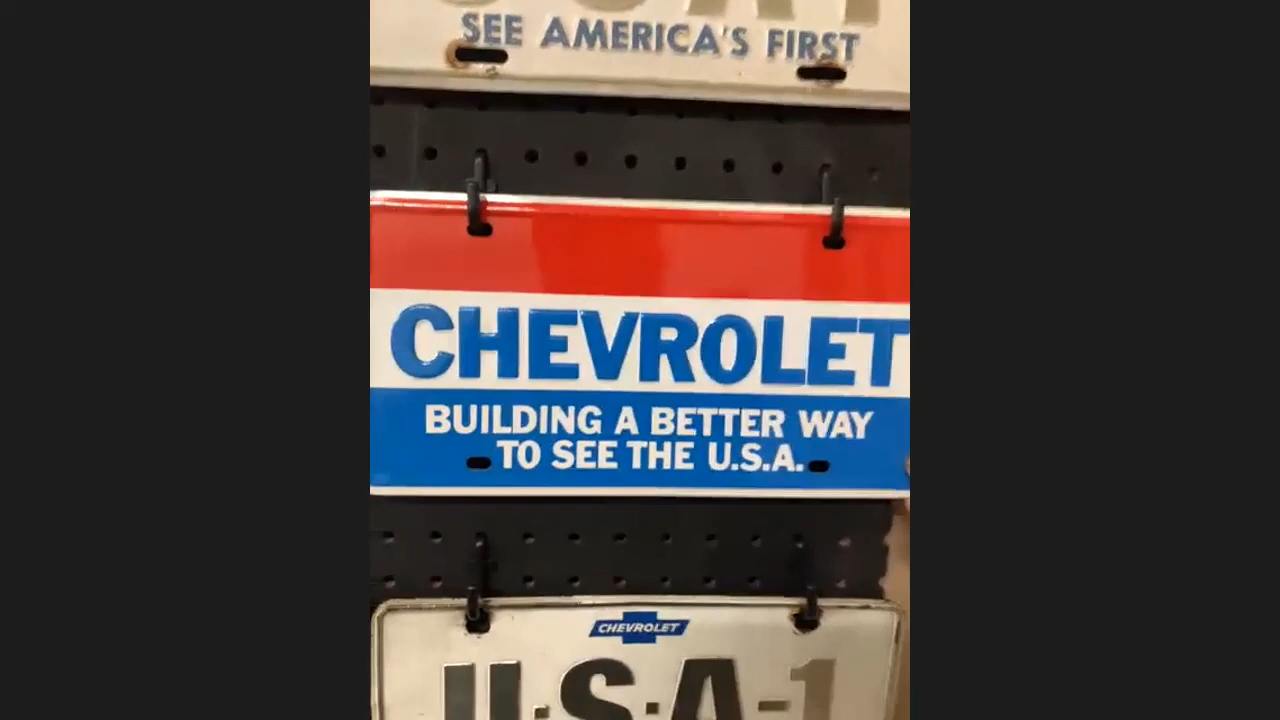 SEE AMERICA'S FIRST
CHEVROLET
BUILDING A BETTER WAY
TO SEE THE U.S.A.
CHEVROLET
U·S·A-1